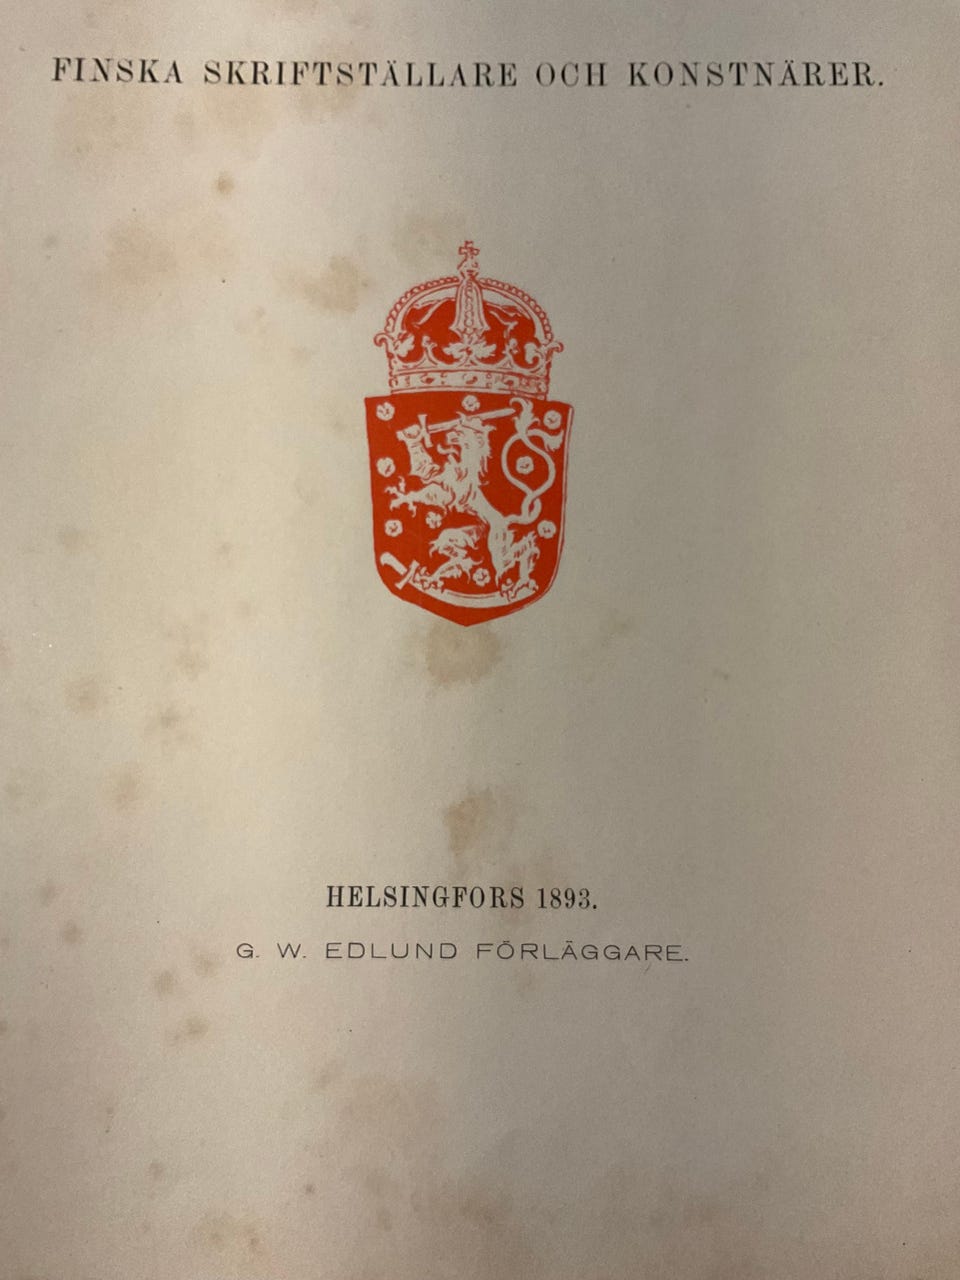 FINSKA SKRIFTSTÄLLARE OCH KONSTNÄRER.
HELSINGFORS 1893.
G. W. EDLUND FÖRLÄGGARE.